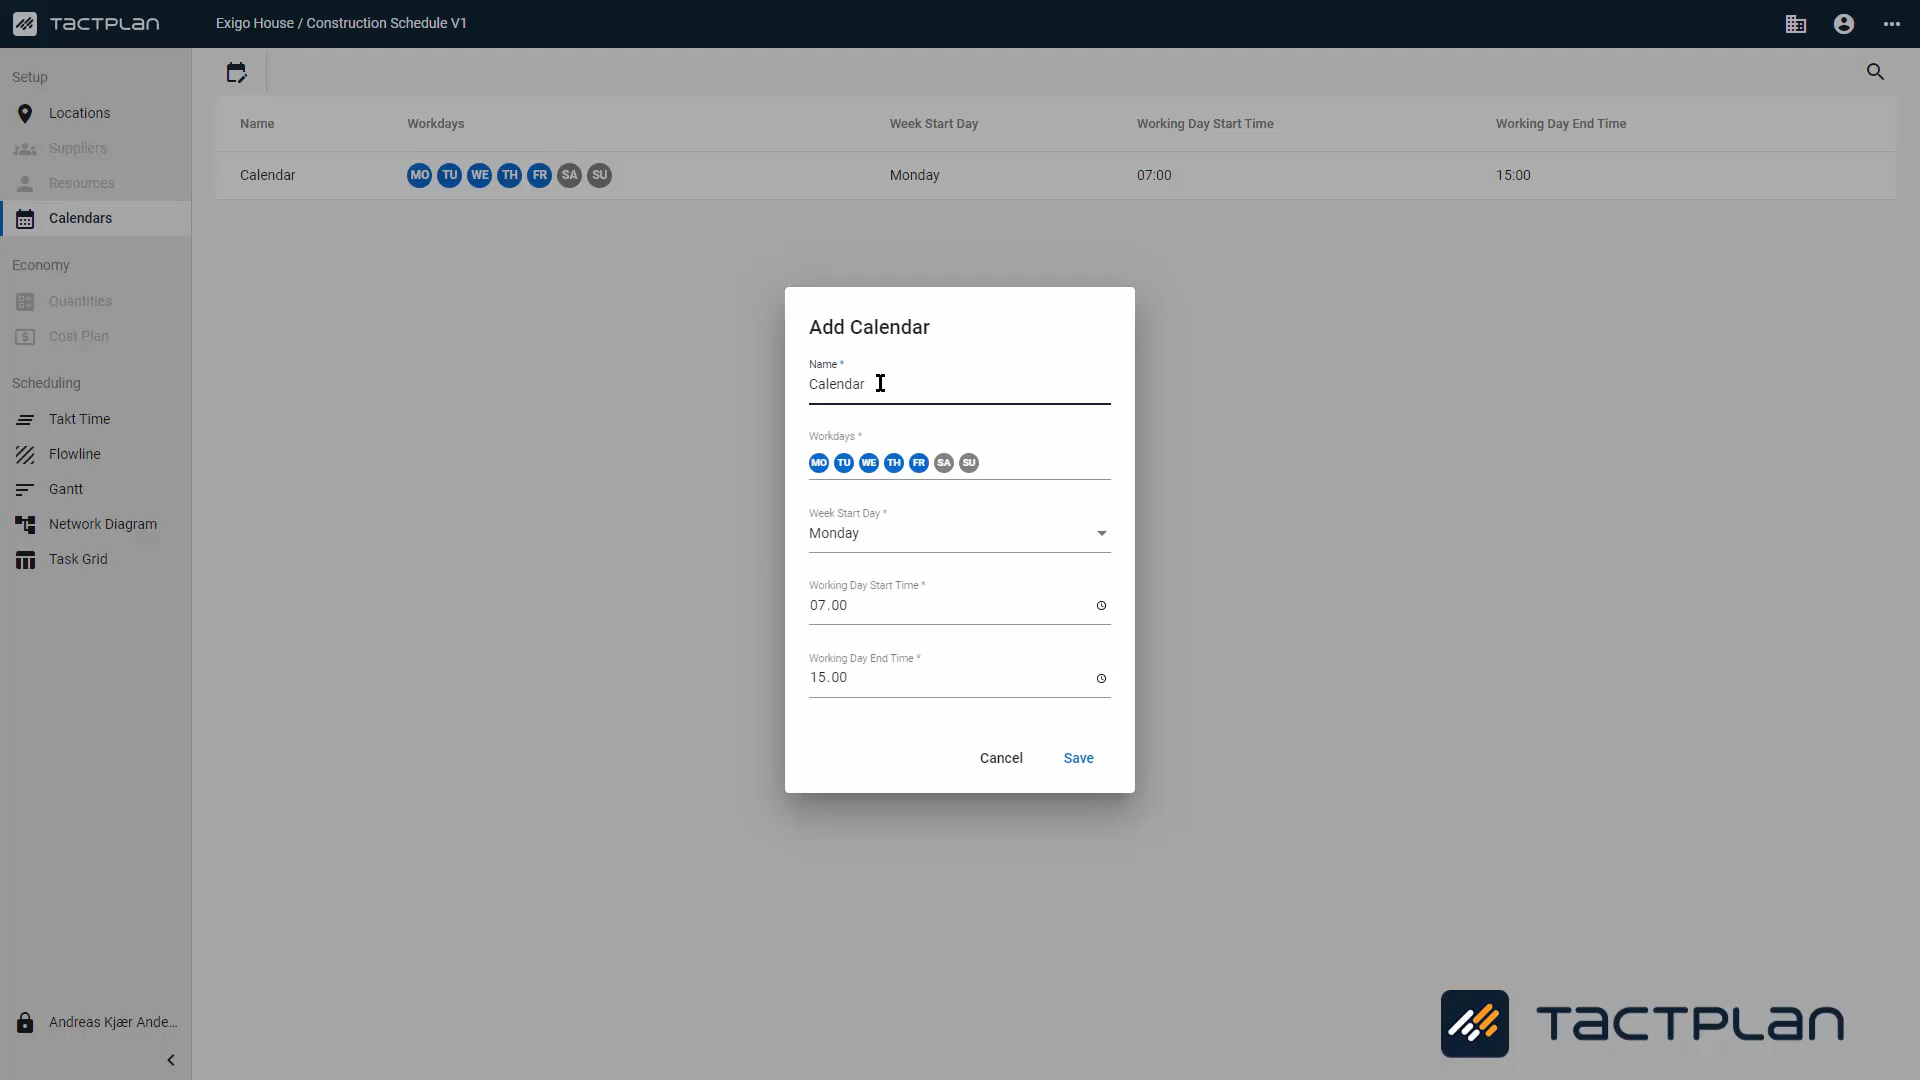 TACTPLAN
Exigo House / Construction Schedule V1
Setup
Locations
Suppliers
Resources
Calendars
Economy
Quantities
Cost Plan
Scheduling
Takt Time
Flowline
Gantt
Network Diagram
Task Grid
Andreas Kjær Ande...
Name Workdays Week Start Day Working Day Start Time Working Day End Time
Calendar MO TU WE TH FR SA SU Monday 07:00 15:00
Add Calendar
Name *
Calendar
Workdays *
MO TU WE TH FR SA SU
Week Start Day *
Monday
Working Day Start Time *
07.00
Working Day End Time *
15.00
Cancel Save
TACTPLAN